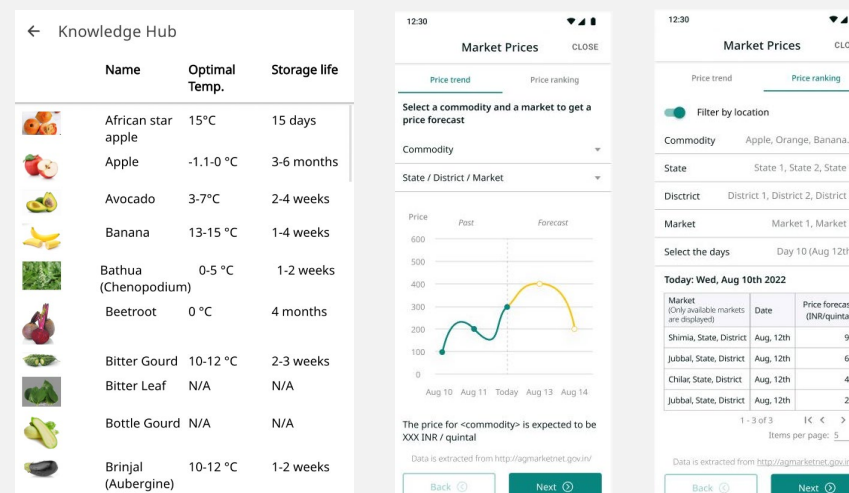 ← Knowledge Hub
Name Optimal Storage life
Temp.
African star 15°C 15 days
apple
Apple -1.1-0 °C 3-6 months
Avocado 3-7°C 2-4 weeks
Banana 13-15 °C 1-4 weeks
Bathua 0-5 °C 1-2 weeks
(Chenopodium)
Beetroot 0 °C 4 months
Bitter Gourd 10-12 °C 2-3 weeks
Bitter Leaf N/A N/A
Bottle Gourd N/A N/A
Brinjal 10-12 °C 1-2 weeks
(Aubergine)
12:30
Market Prices CLOSE
Price trend Price ranking
Select a commodity and a market to get a
price forecast
Commodity
State / District / Market
Price Past Forecast
600
500
400
300
200
100
0
Aug 10 Aug 11 Today Aug 13 Aug 14
The price for <commodity> is expected to be
XXX INR / quintal
Data is extracted from http://agmarketnet.gov.in/
Back Next
12:30
Market Prices CLO
Price trend Price ranking
Filter by location
Commodity Apple, Orange, Banana.
State State 1, State 2, State
Disctrict District 1, District 2, District
Market Market 1, Market
Select the days Day 10 (Aug 12th
Today: Wed, Aug 10th 2022
Market
(Only available markets
are displayed)
Date
Price forecas
(INR/quinta
Shimia, State, District Aug, 12th 9
Jubbal, State, District Aug, 12th 6
Chilar, State, District Aug, 12th 4
Jubbal, State, District Aug, 12th 2
1 - 3 of 3
Items per page: 5
Data is extracted from http://agmarketnet.gov.in
Back Next